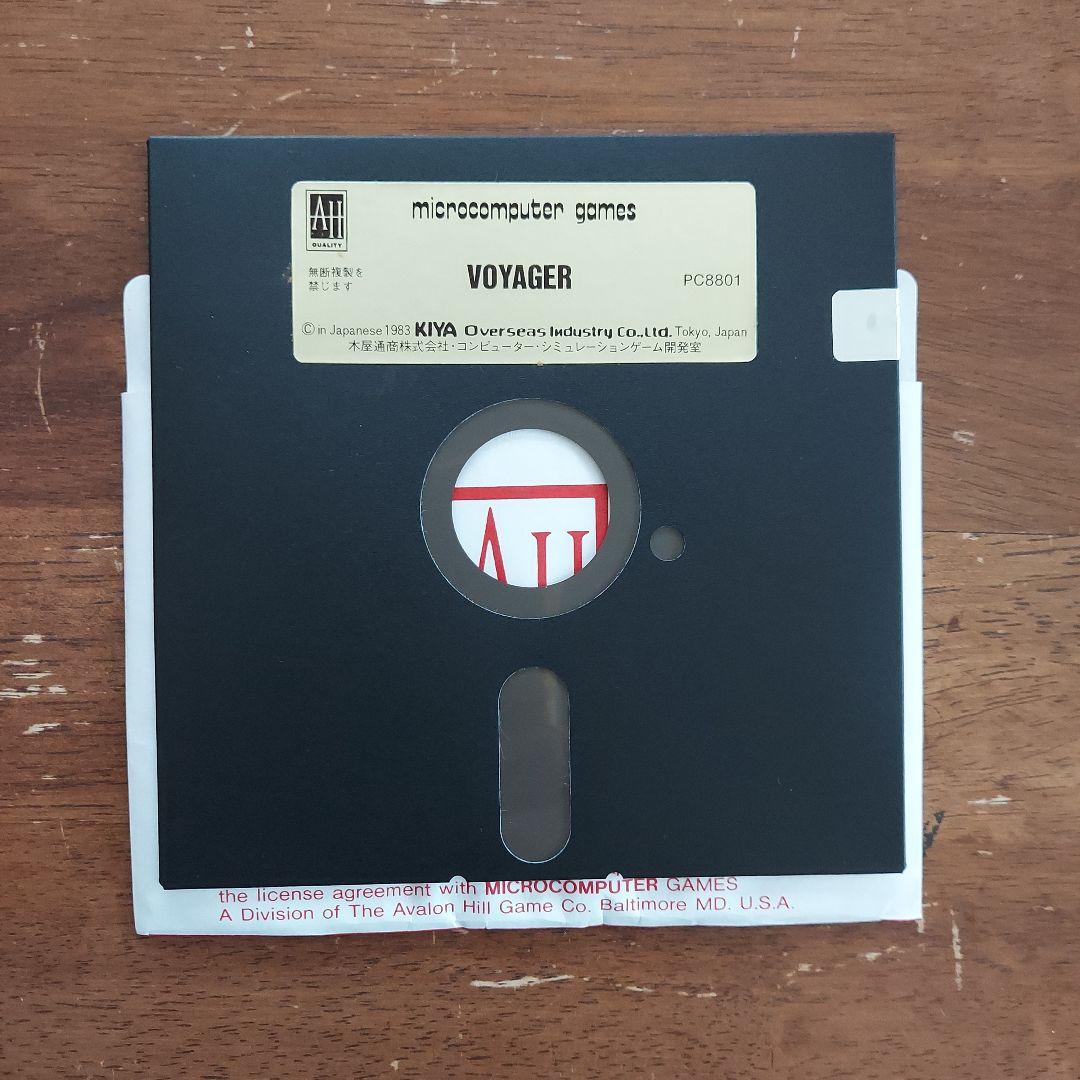 AH
QUALITY
microcomputer games
無断複製を
禁じます
VOYAGER
PC8801
© in Japanese 1983 KIYA Overseas Industry Co.,Ltd. Tokyo, Japan
木屋通商株式会社・コンピューター・シミュレーションゲーム開発室
AH
the license agreement with MICROCOMPUTER GAMES
A Division of The Avalon Hill Game Co. Baltimore MD. U.S.A.